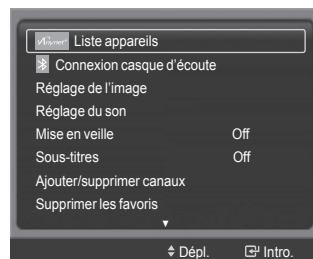 Anynet+ Liste appareils
Connexion casque d'écoute
Réglage de l'image
Réglage du son
Mise en veille Off
Sous-titres Off
Ajouter/supprimer canaux
Supprimer les favoris
Dépl. Intro.